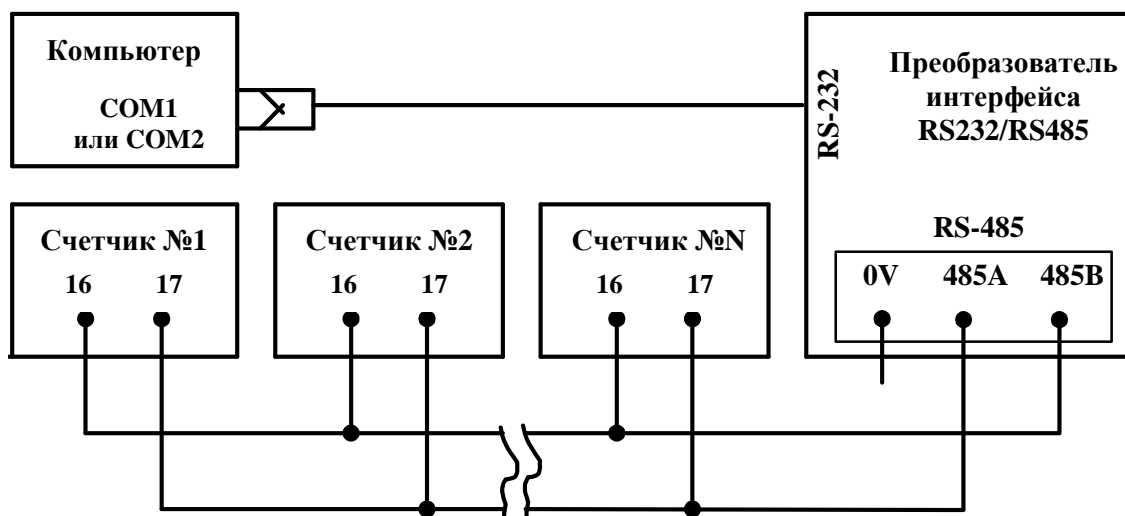 Компьютер
COM1
или COM2
RS-232
Преобразователь
интерфейса
RS232/RS485
Счетчик №1
16 17
Счетчик №2
16 17
Счетчик №N
16 17
RS-485
0V 485A 485B